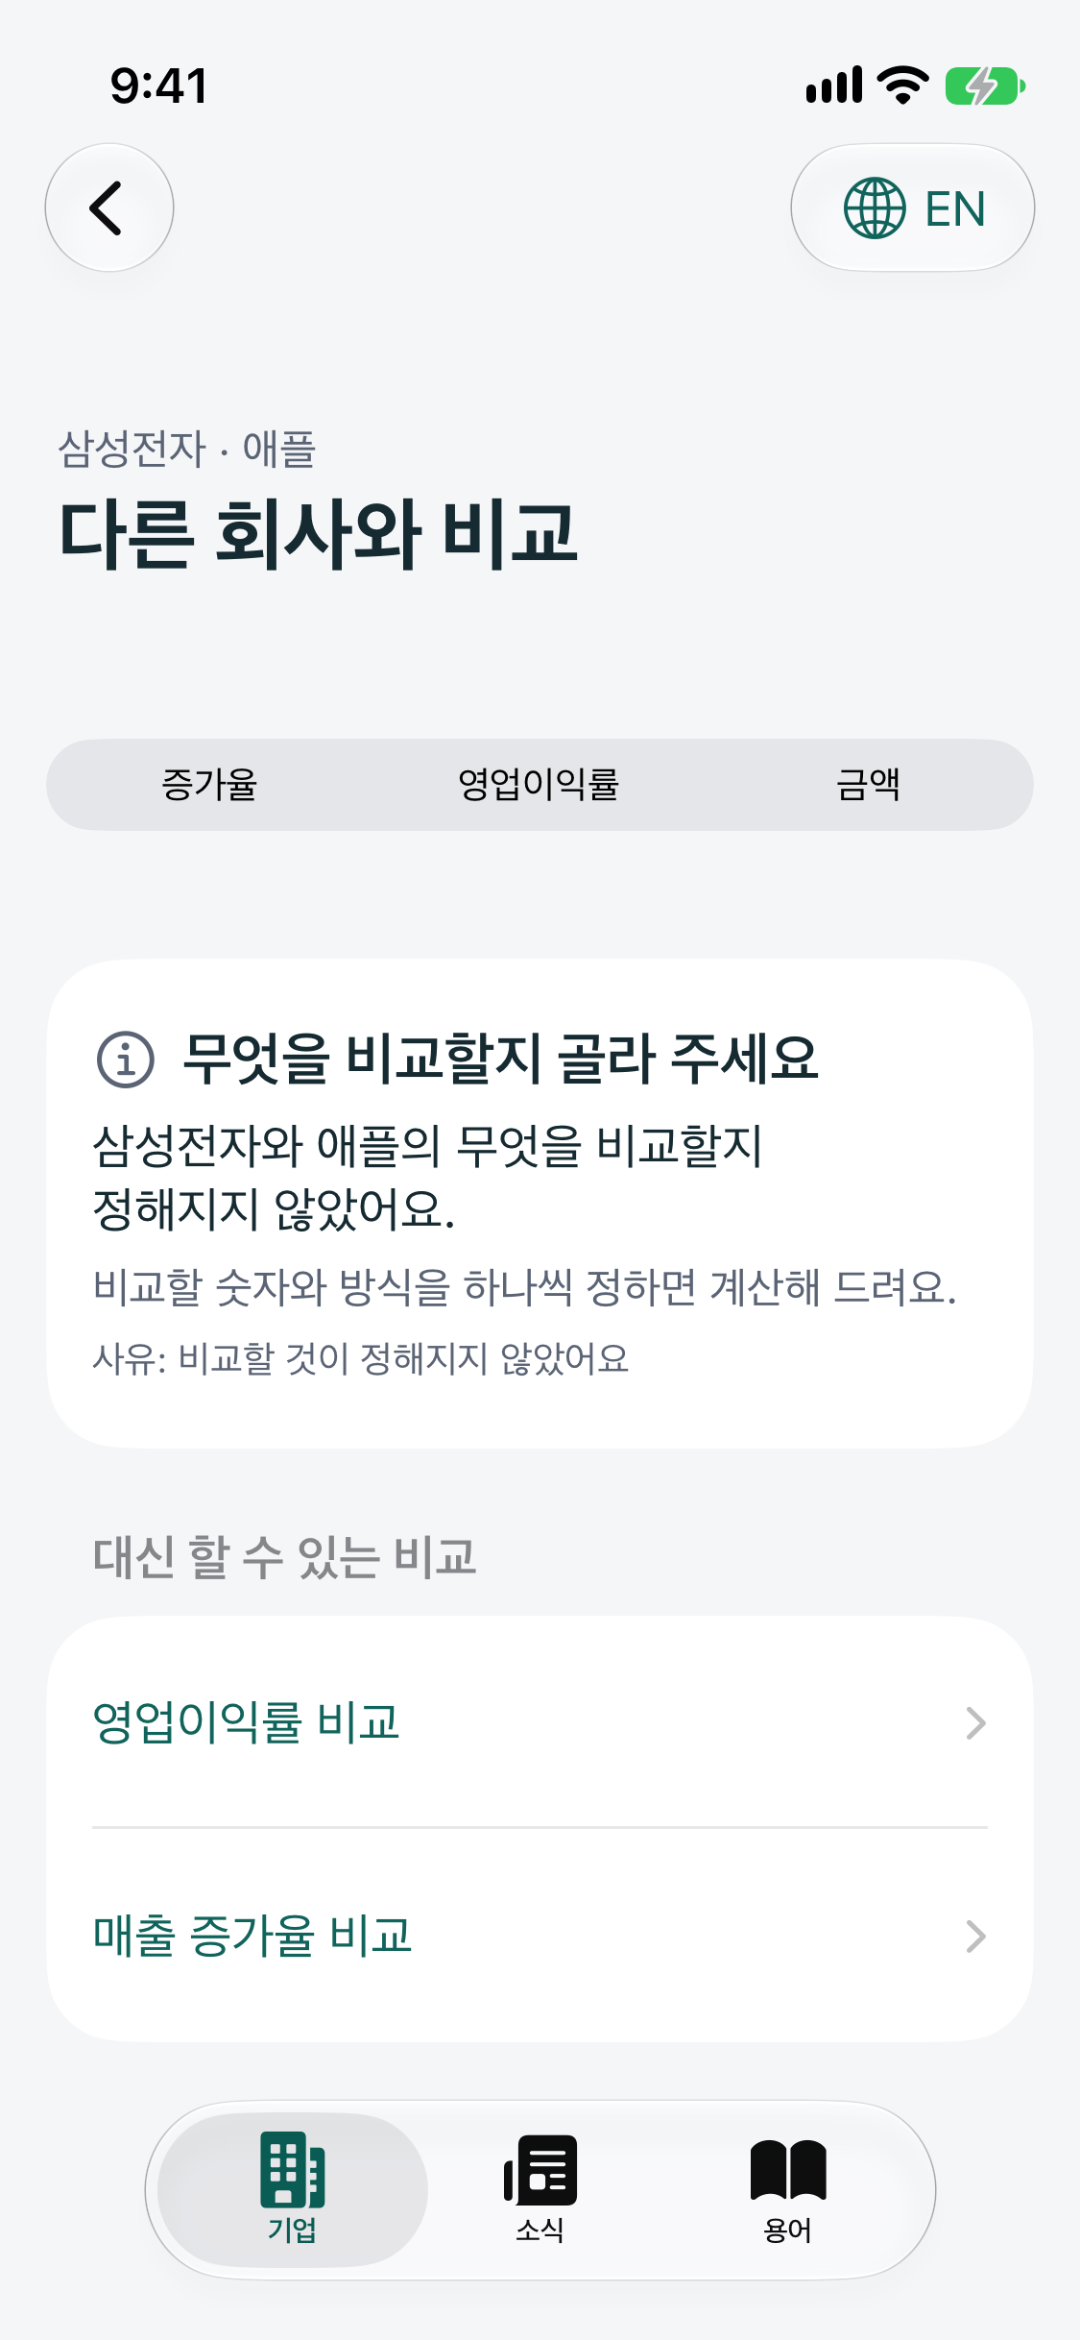 9:41
EN
삼성전자 · 애플
다른 회사와 비교
증가율 영업이익률 금액
무엇을 비교할지 골라 주세요
삼성전자와 애플의 무엇을 비교할지
정해지지 않았어요.
비교할 숫자와 방식을 하나씩 정하면 계산해 드려요.
사유: 비교할 것이 정해지지 않았어요
대신 할 수 있는 비교
영업이익률 비교
매출 증가율 비교
기업 소식 용어